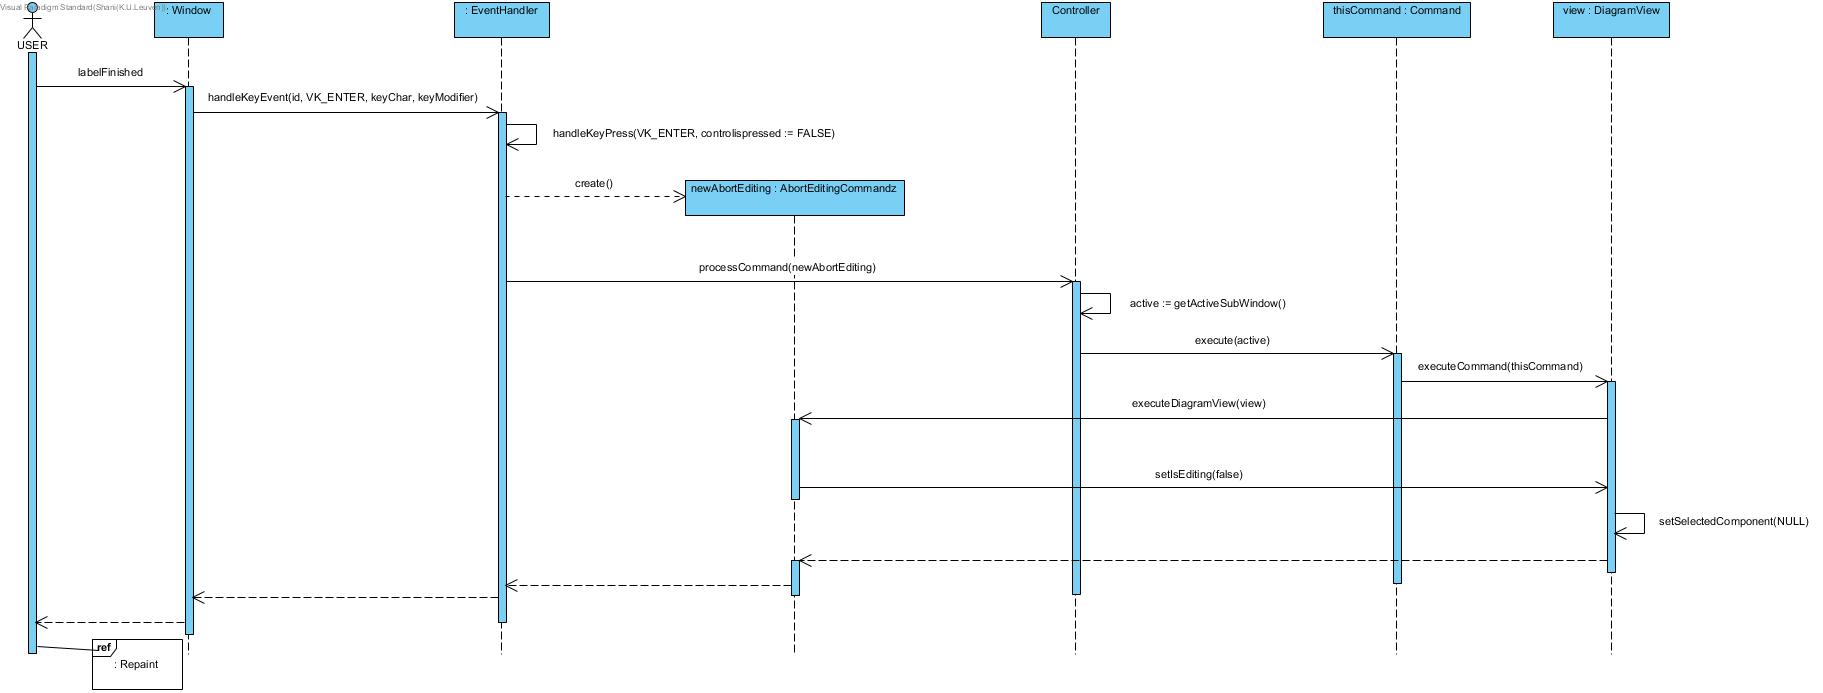 Visual Paradigm Standard(Shani(K.U.Leuven))
: Window
: EventHandler
Controller
thisCommand : Command
view : DiagramView
USER
labelFinished
handleKeyEvent(id, VK_ENTER, keyChar, keyModifier)
handleKeyPress(VK_ENTER, controlispressed := FALSE)
create()
newAbortEditing : AbortEditingCommandz
processCommand(newAbortEditing)
active := getActiveSubWindow()
execute(active)
executeCommand(thisCommand)
executeDiagramView(view)
setIsEditing(false)
setSelectedComponent(NULL)
ref
: Repaint